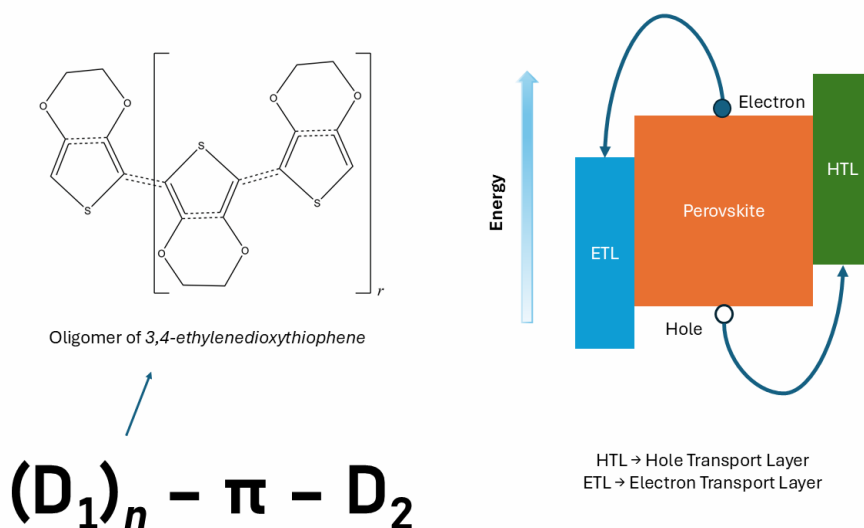 O
O
O
O
S
S
S
O
O
r
Oligomer of 3,4-ethylenedioxythiophene
(D1)n – π – D2
Energy
Electron
HTL
Perovskite
ETL
Hole
HTL → Hole Transport Layer
ETL → Electron Transport Layer